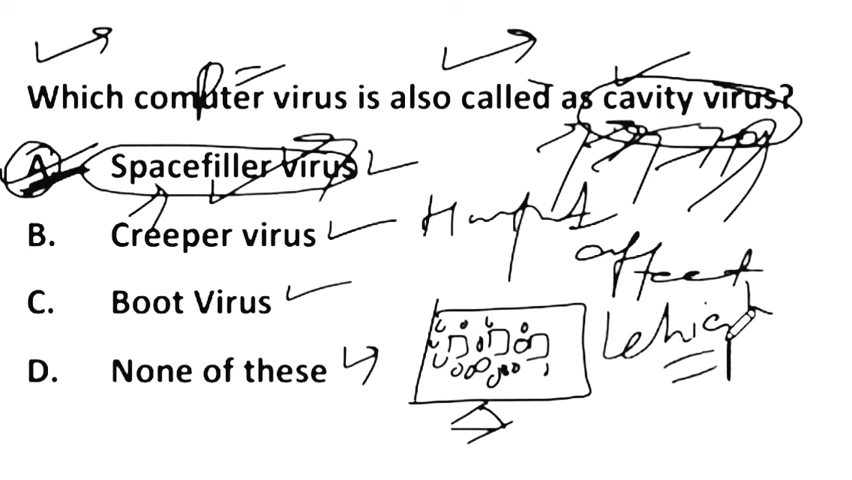 Which computer virus is also called as cavity virus?
A. Spacefiller Virus
B. Creeper virus
C. Boot Virus
D. None of these
affect